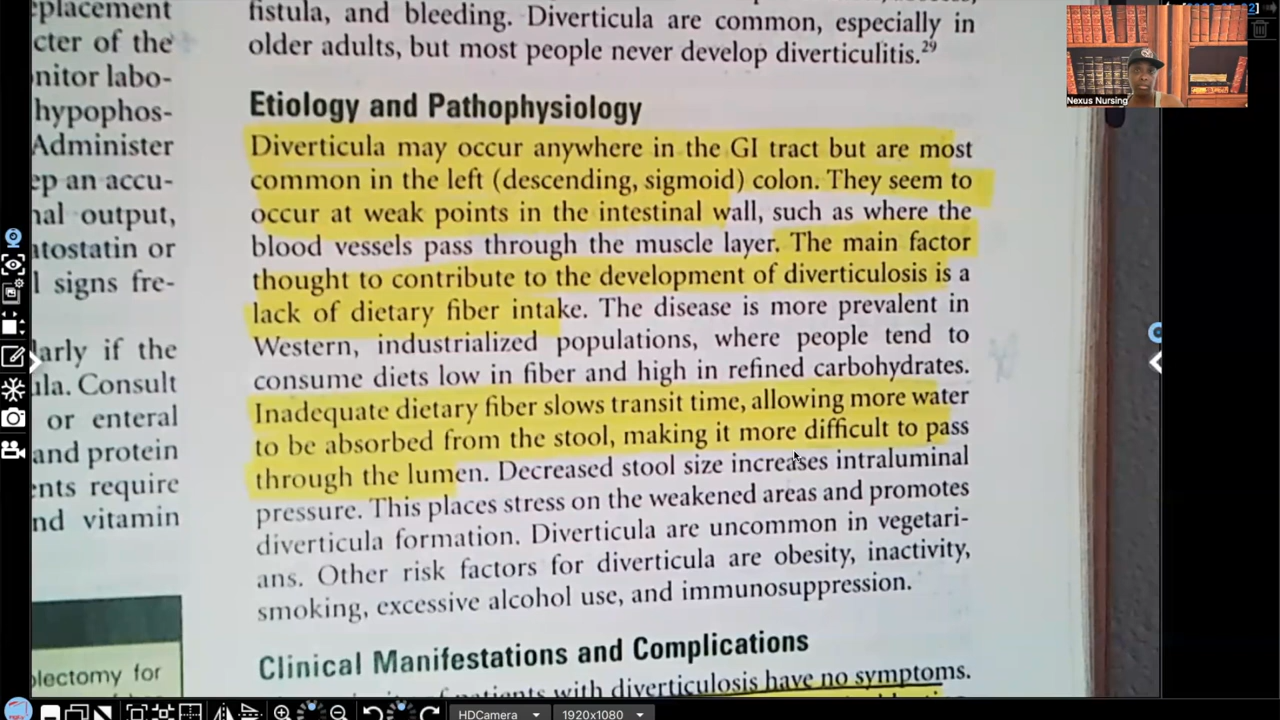 eplacement
cter of the
nitor labo-
hypophos-
Administer
ep an accu-
nal output,
atostatin or
l signs fre-
larly if the
ula. Consult
or enteral
and protein
ents require
nd vitamin
olectomy for
fistula, and bleeding. Diverticula are common, especially in
older adults, but most people never develop diverticulitis.29
Etiology and Pathophysiology
Diverticula may occur anywhere in the GI tract but are most
common in the left (descending, sigmoid) colon. They seem to
occur at weak points in the intestinal wall, such as where the
blood vessels pass through the muscle layer. The main factor
thought to contribute to the development of diverticulosis is a
lack of dietary fiber intake. The disease is more prevalent in
Western, industrialized populations, where people tend to
consume diets low in fiber and high in refined carbohydrates.
Inadequate dietary fiber slows transit time, allowing more water
to be absorbed from the stool, making it more difficult to pass
through the lumen. Decreased stool size increases intraluminal
pressure. This places stress on the weakened areas and promotes
diverticula formation. Diverticula are uncommon in vegetari-
ans. Other risk factors for diverticula are obesity, inactivity,
smoking, excessive alcohol use, and immunosuppression.
Clinical Manifestations and Complications
patients with diverticulosis have no symptoms.
Nexus Nursing
HDCamera
1920x1080